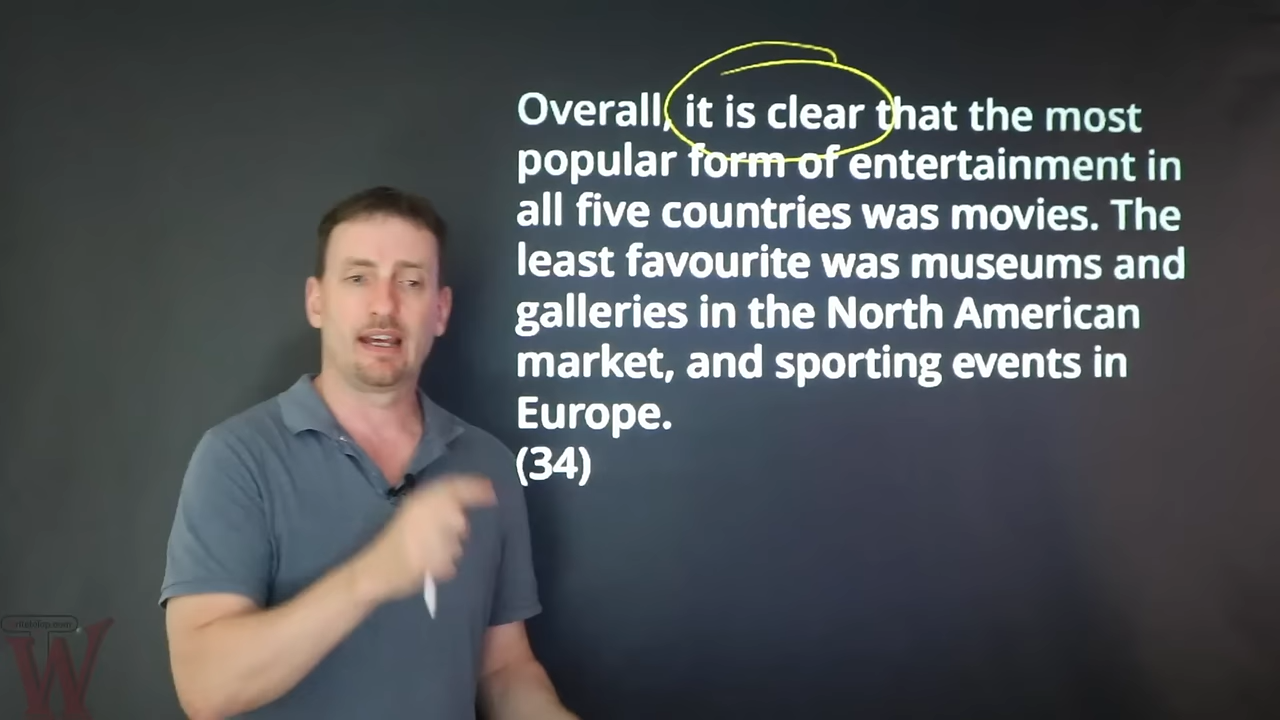 Overall, it is clear that the most
popular form of entertainment in
all five countries was movies. The
least favourite was museums and
galleries in the North American
market, and sporting events in
Europe.
(34)
W